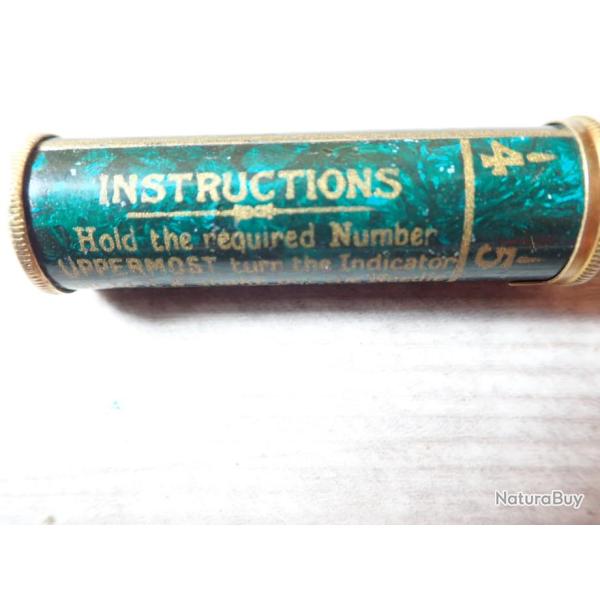 INSTRUCTIONS
Hold the required Number
UPPERMOST turn the Indicator
4
5
NaturaBuy